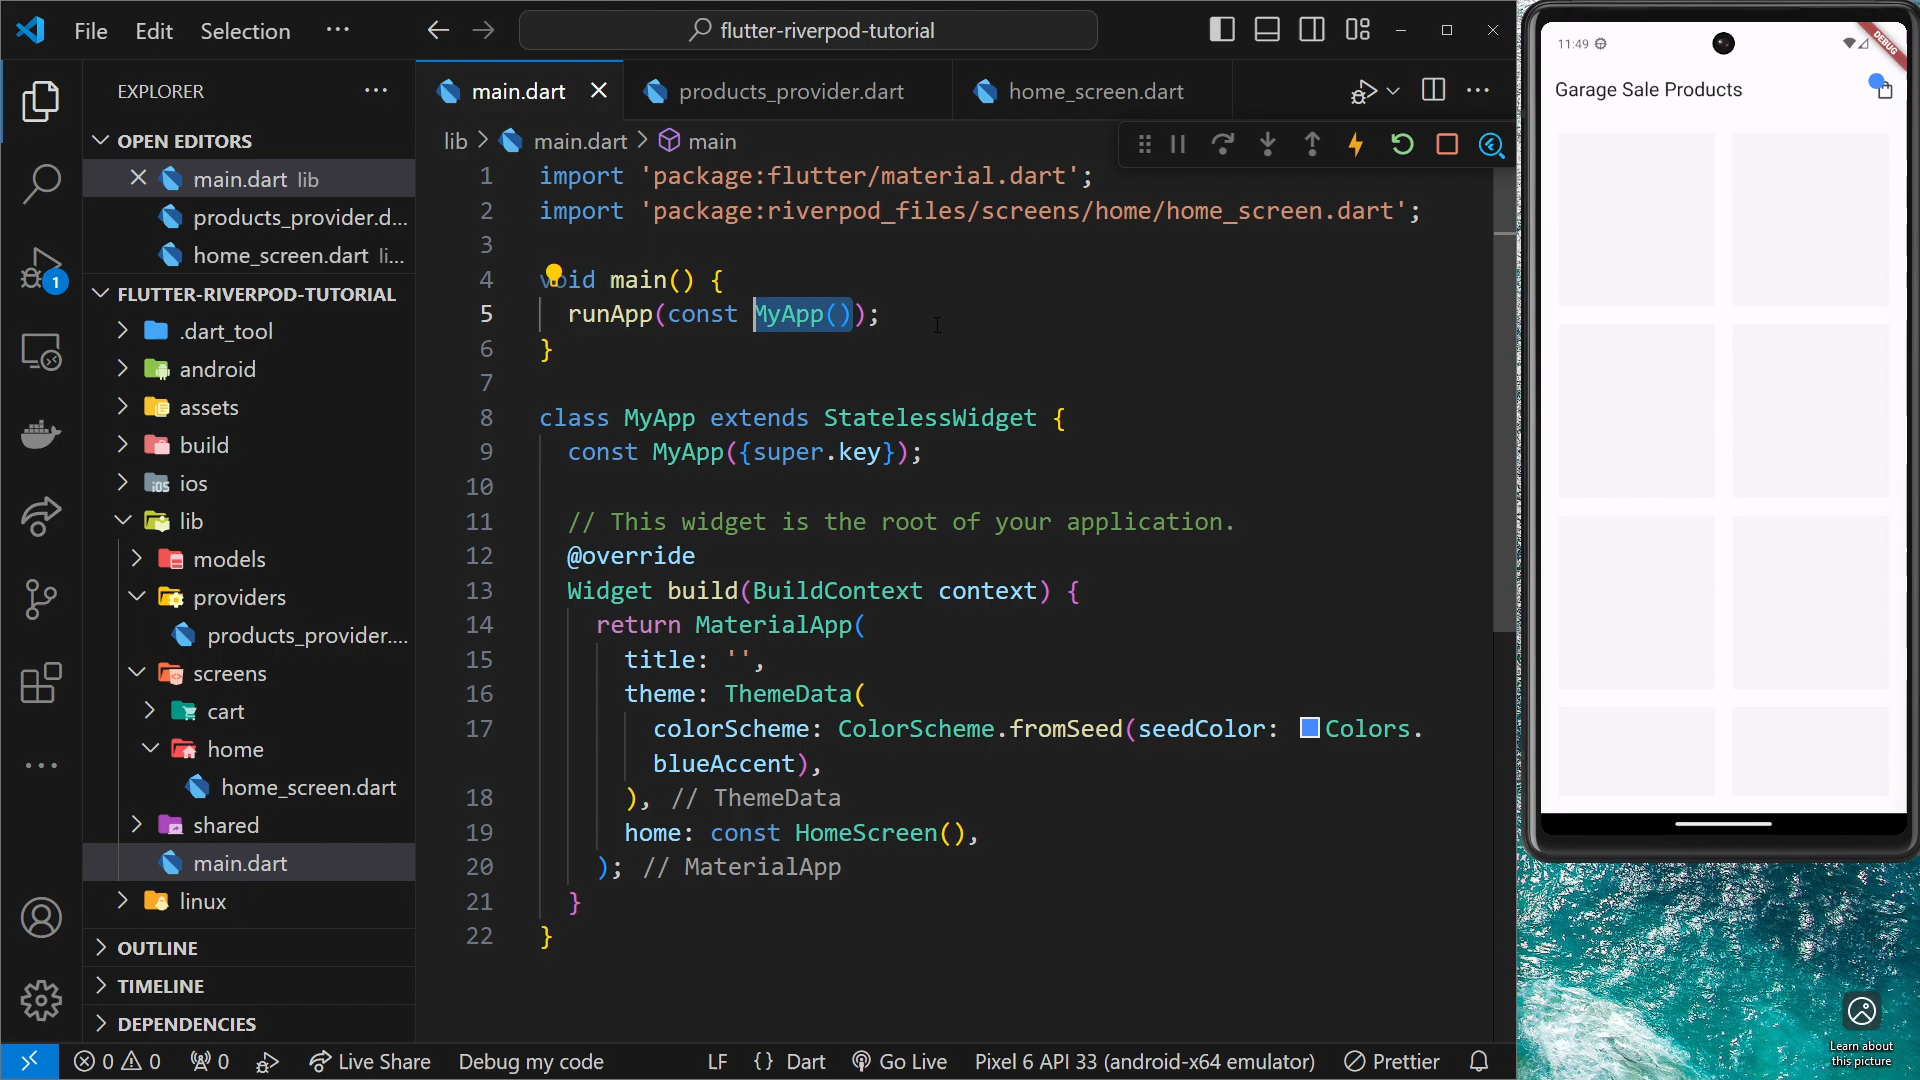 File Edit Selection ···
flutter-riverpod-tutorial
EXPLORER
OPEN EDITORS
main.dart lib
products_provider.d...
home_screen.dart li...
FLUTTER-RIVERPOD-TUTORIAL
.dart_tool
android
assets
build
ios
lib
models
providers
products_provider....
screens
cart
home
home_screen.dart
shared
main.dart
linux
OUTLINE
TIMELINE
DEPENDENCIES
1
main.dart
products_provider.dart
home_screen.dart
lib > main.dart > main
1 import 'package:flutter/material.dart';
2 import 'package:riverpod_files/screens/home/home_screen.dart';
3
4 void main() {
5 runApp(const MyApp());
6 }
7
8 class MyApp extends StatelessWidget {
9 const MyApp({super.key});
10
11 // This widget is the root of your application.
12 @override
13 Widget build(BuildContext context) {
14 return MaterialApp(
15 title: '',
16 theme: ThemeData(
17 colorScheme: ColorScheme.fromSeed(seedColor: Colors.
blueAccent),
18 ), // ThemeData
19 home: const HomeScreen(),
20 ); // MaterialApp
21 }
22 }
0 0 0 Live Share Debug my code LF {} Dart Go Live Pixel 6 API 33 (android-x64 emulator) Prettier
11:49
DEBUG
Garage Sale Products
Learn about
this picture